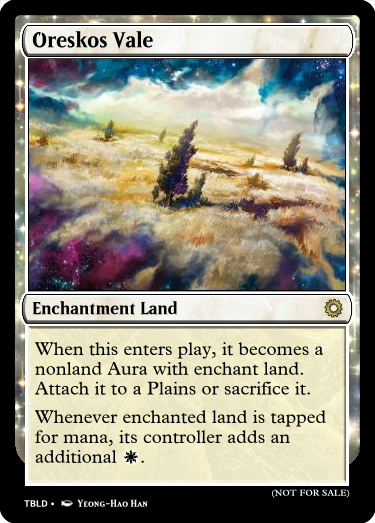 Oreskos Vale
Enchantment Land
When this enters play, it becomes a
nonland Aura with enchant land.
Attach it to a Plains or sacrifice it.
Whenever enchanted land is tapped
for mana, its controller adds an
additional ☀.
(NOT FOR SALE)
TBLD • Yeong-Hao Han